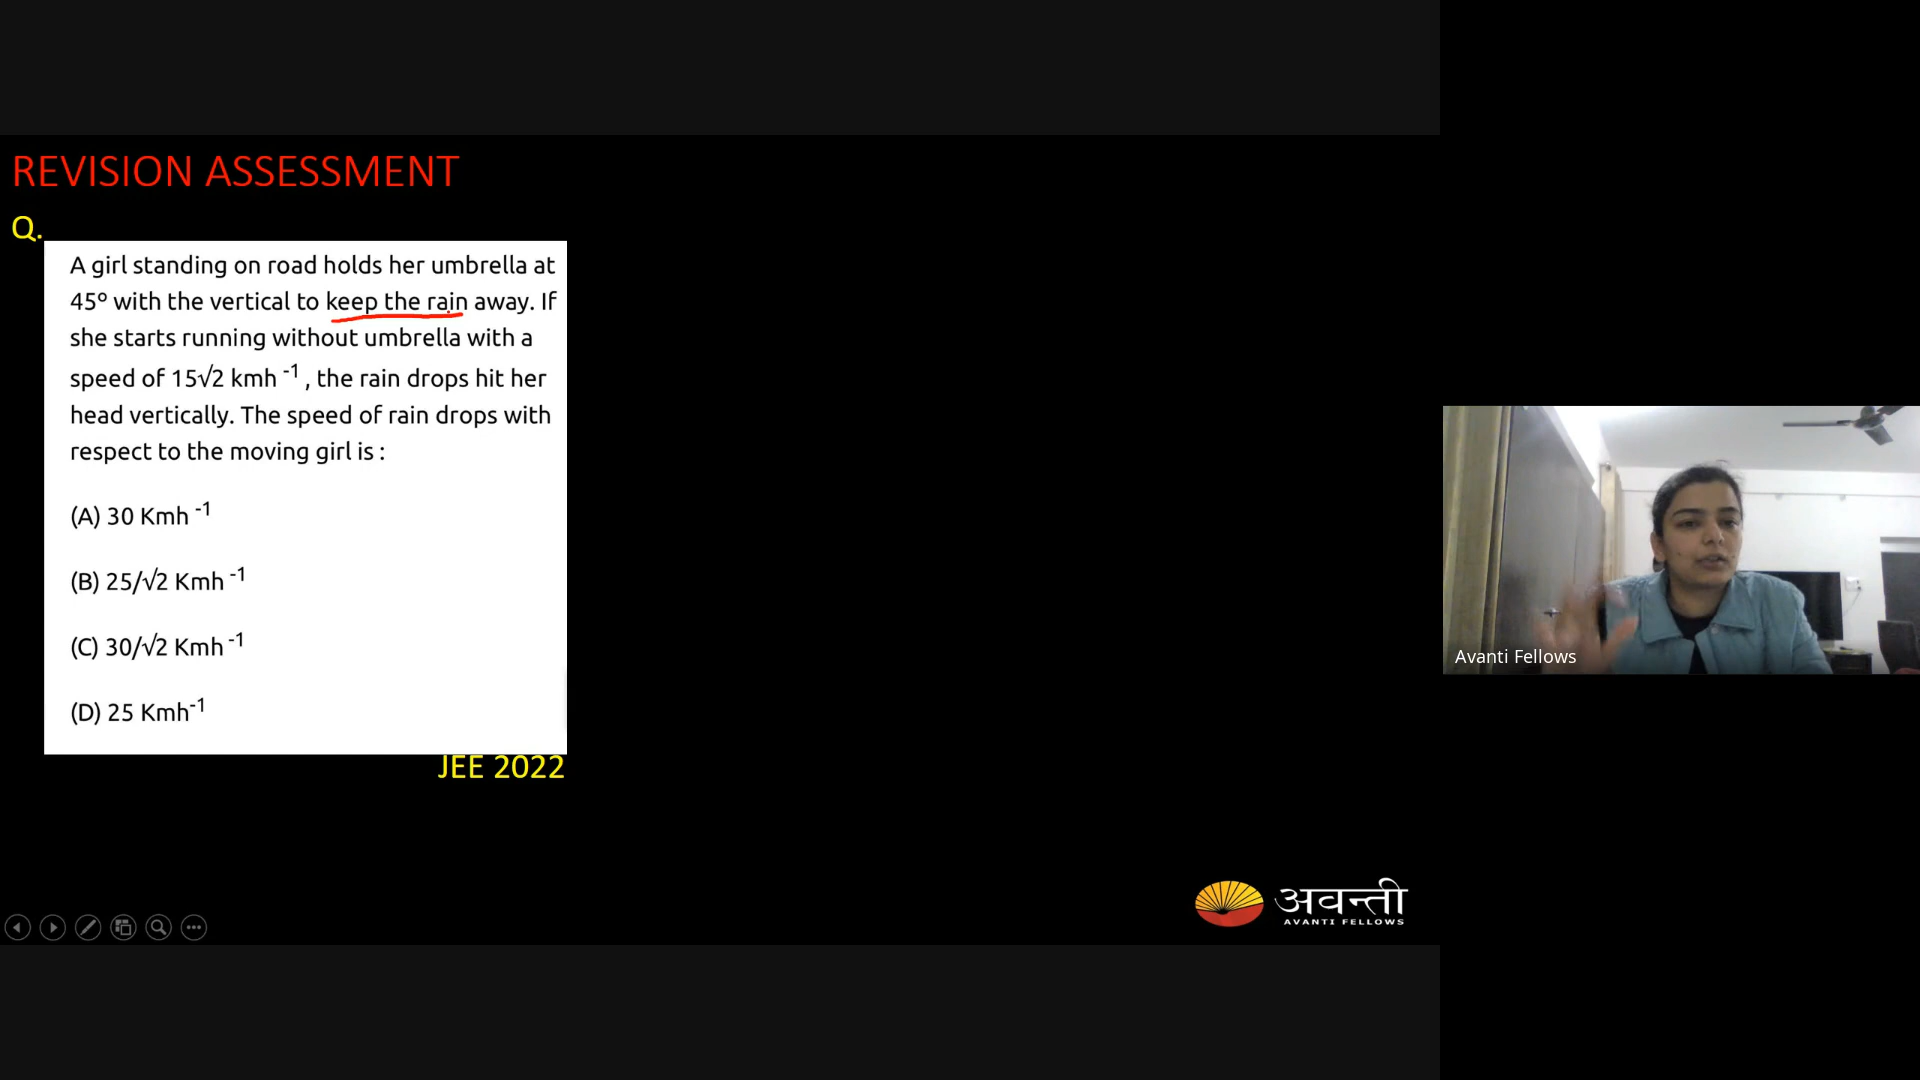 REVISION ASSESSMENT
Q.
A girl standing on road holds her umbrella at
45º with the vertical to keep the rain away. If
she starts running without umbrella with a
speed of 15√2 kmh ⁻¹ , the rain drops hit her
head vertically. The speed of rain drops with
respect to the moving girl is :
(A) 30 Kmh ⁻¹
(B) 25/√2 Kmh ⁻¹
(C) 30/√2 Kmh ⁻¹
(D) 25 Kmh⁻¹
JEE 2022
Avanti Fellows
अवन्ती
AVANTI FELLOWS